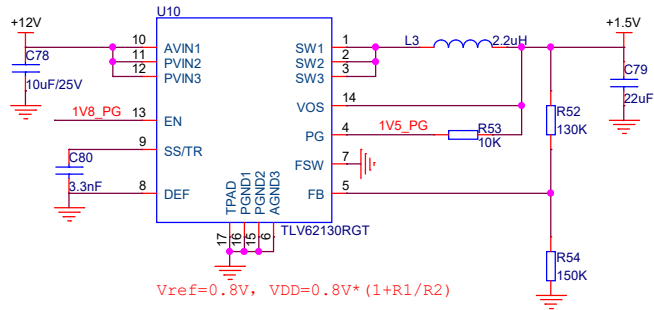 U10
+12V
+1.5V
C78
10uF/25V
10
11
12
AVIN1
PVIN2
PVIN3
SW1
SW2
SW3
1
2
3
L3
2.2uH
C79
22uF
VOS
14
1V8_PG
13
EN
PG
4
1V5_PG
R53
10K
R52
130K
9
SS/TR
FSW
7
C80
3.3nF
8
DEF
FB
5
TPAD
PGND1
PGND2
AGND3
17
16
15
6
TLV62130RGT
R54
150K
Vref=0.8V, VDD=0.8V*(1+R1/R2)